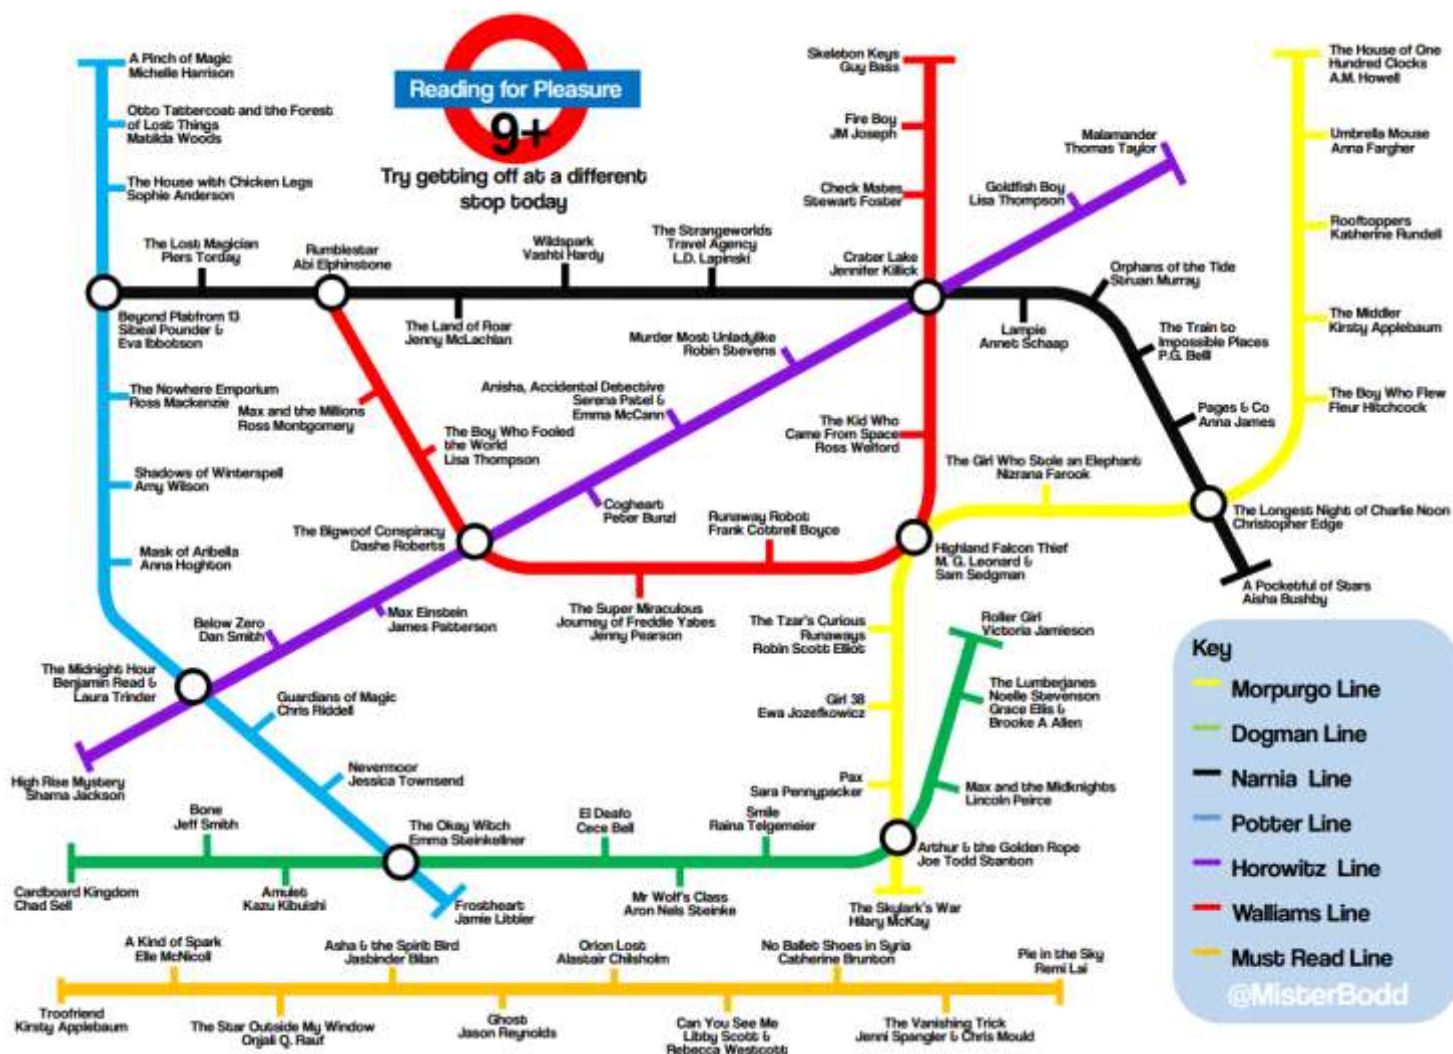 Reading for Pleasure
9+
Try getting off at a different
stop today
A Pinch of Magic
Michelle Harrison
Otto Tattercoat and the Forest
of Lost Things
Matilda Woods
The House with Chicken Legs
Sophie Anderson
Beyond Platfrom 13
Sibeal Pounder &
Eva Ibbotson
The Nowhere Emporium
Ross Mackenzie
Shadows of Winterspell
Amy Wilson
Mask of Aribella
Anna Hoghton
The Midnight Hour
Benjamin Read &
Laura Trinder
Guardians of Magic
Chris Riddell
Nevermoor
Jessica Townsend
The Okay Witch
Emma Steinkellner
Frostheart
Jamie Littler
The Lost Magician
Piers Torday
Rumblestar
Abi Elphinstone
The Land of Roar
Jenny McLachlan
Wildspark
Vashti Hardy
The Strangeworlds
Travel Agency
L.D. Lapinski
Crater Lake
Jennifer Killick
Lampie
Annet Schaap
Orphans of the Tide
Struan Murray
The Train to
Impossible Places
P.G. Bell
Pages & Co
Anna James
The Longest Night of Charlie Noon
Christopher Edge
A Pocketful of Stars
Aisha Bushby
Skeleton Keys
Guy Bass
Fire Boy
JM Joseph
Check Mates
Stewart Foster
The Kid Who
Came From Space
Ross Welford
Highland Falcon Thief
M. G. Leonard &
Sam Sedgman
Runaway Robot
Frank Cottrell Boyce
The Super Miraculous
Journey of Freddie Yates
Jenny Pearson
The Bigwoof Conspiracy
Dashe Roberts
The Boy Who Fooled
the World
Lisa Thompson
Max and the Millions
Ross Montgomery
Malamander
Thomas Taylor
Goldfish Boy
Lisa Thompson
Murder Most Unladylike
Robin Stevens
Anisha, Accidental Detective
Serena Patel &
Emma McCann
Cogheart
Peter Bunzl
Max Einstein
James Patterson
Below Zero
Dan Smith
High Rise Mystery
Sharna Jackson
The House of One
Hundred Clocks
A.M. Howell
Umbrella Mouse
Anna Fargher
Rooftoppers
Katherine Rundell
The Middler
Kirsty Applebaum
The Boy Who Flew
Fleur Hitchcock
The Girl Who Stole an Elephant
Nizrana Farook
The Tzar's Curious
Runaways
Robin Scott Elliot
Girl 38
Ewa Jozefkowicz
Pax
Sara Pennypacker
Arthur & the Golden Rope
Joe Todd Stanton
The Skylark's War
Hilary McKay
Roller Girl
Victoria Jamieson
The Lumberjanes
Noelle Stevenson
Grace Ellis &
Brooke A Allen
Max and the Midknights
Lincoln Peirce
Smile
Raina Telgemeier
Mr Wolf's Class
Aron Nels Steinke
El Deafo
Cece Bell
Amulet
Kazu Kibuishi
Bone
Jeff Smith
Cardboard Kingdom
Chad Sell
Troofriend
Kirsty Applebaum
A Kind of Spark
Elle McNicoll
The Star Outside My Window
Onjali Q. Rauf
Asha & the Spirit Bird
Jasbinder Bilan
Ghost
Jason Reynolds
Orion Lost
Alastair Chilsholm
Can You See Me
Libby Scott &
Rebecca Westcott
No Ballet Shoes in Syria
Catherine Brunton
The Vanishing Trick
Jenni Spangler & Chris Mould
Pie in the Sky
Remi Lai
Key
Morpurgo Line
Dogman Line
Narnia Line
Potter Line
Horowitz Line
Walliams Line
Must Read Line
@MisterBodd